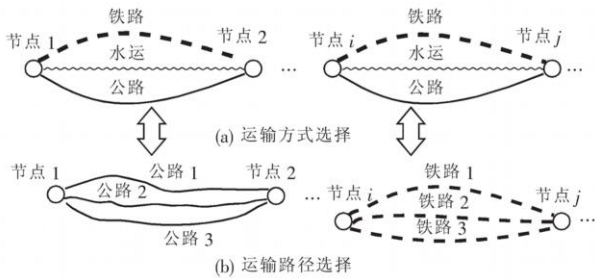 铁路 铁路
节点 1 节点 2 节点 i 节点 j
水运 水运
… …
公路 公路
(a) 运输方式选择
节点 1 公路 1 节点 2 铁路 1
公路 2 … 节点 i 铁路 2 节点 j
铁路 3 …
公路 3
(b) 运输路径选择